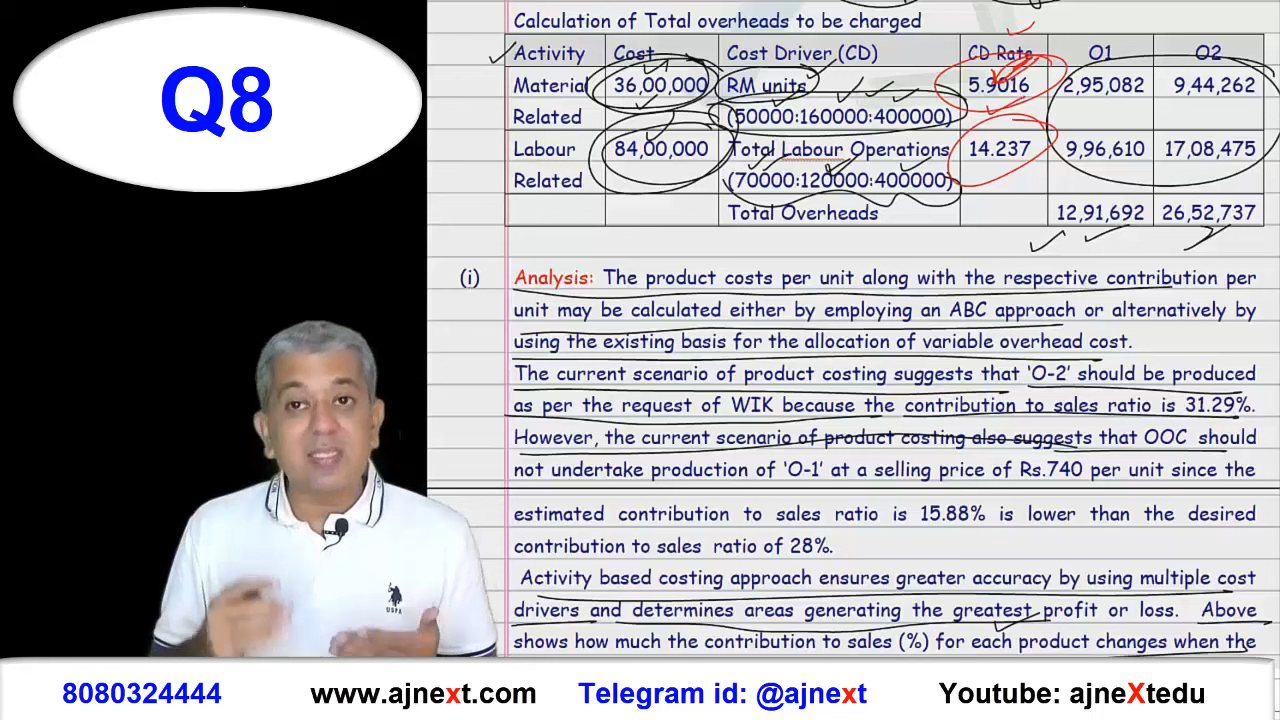 Q8
Calculation of Total overheads to be charged
Activity Cost Cost Driver (CD) CD Rate O1 O2
Material 36,00,000 RM units 5.9016 2,95,082 9,44,262
Related (50000:160000:400000)
Labour 84,00,000 Total Labour Operations 14.237 9,96,610 17,08,475
Related (70000:120000:400000)
Total Overheads 12,91,692 26,52,737
(i) Analysis: The product costs per unit along with the respective contribution per
unit may be calculated either by employing an ABC approach or alternatively by
using the existing basis for the allocation of variable overhead cost.
The current scenario of product costing suggests that ‘O-2’ should be produced
as per the request of WIK because the contribution to sales ratio is 31.29%.
However, the current scenario of product costing also suggests that OOC should
not undertake production of ‘O-1’ at a selling price of Rs.740 per unit since the
estimated contribution to sales ratio is 15.88% is lower than the desired
contribution to sales ratio of 28%.
Activity based costing approach ensures greater accuracy by using multiple cost
drivers and determines areas generating the greatest profit or loss. Above
shows how much the contribution to sales (%) for each product changes when the
USPA
8080324444 www.ajnext.com Telegram id: @ajnext Youtube: ajneXtedu